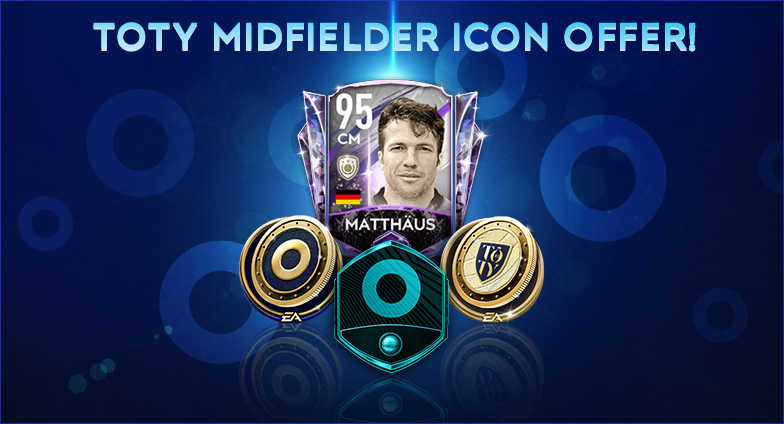 TOTY MIDFIELDER ICON OFFER!
95
CM
MATTHÄUS
EA
EA